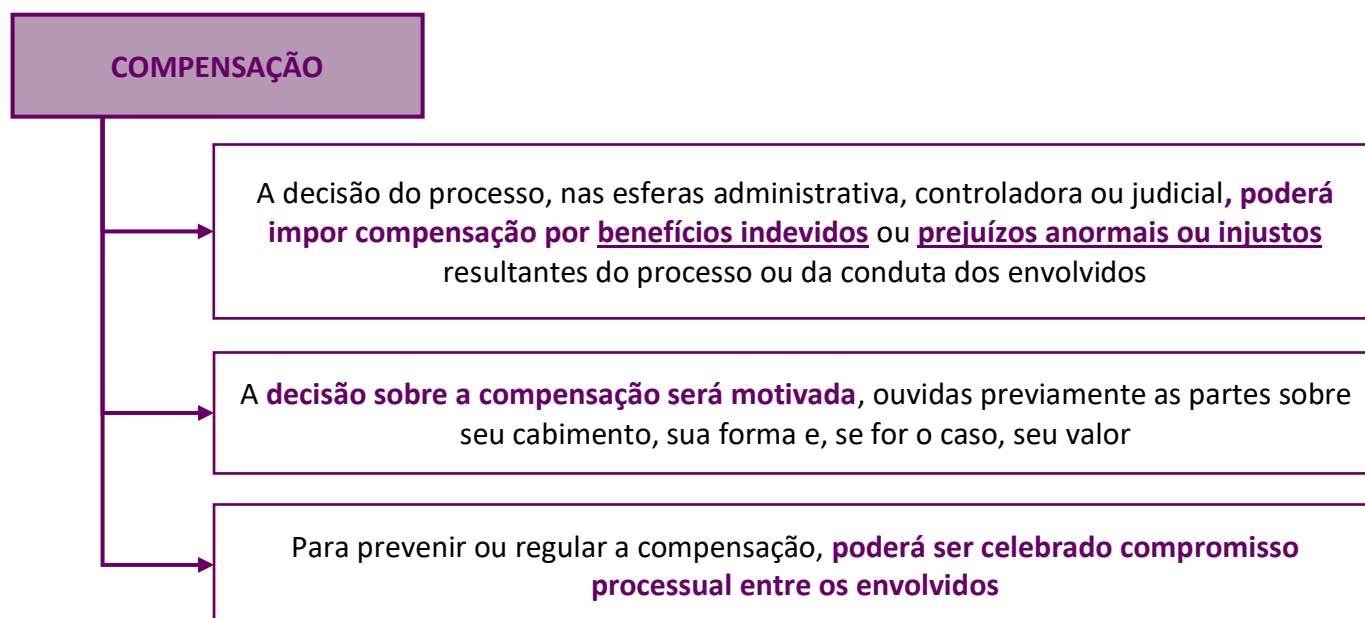 COMPENSAÇÃO
A decisão do processo, nas esferas administrativa, controladora ou judicial, poderá
impor compensação por benefícios indevidos ou prejuízos anormais ou injustos
resultantes do processo ou da conduta dos envolvidos
A decisão sobre a compensação será motivada, ouvidas previamente as partes sobre
seu cabimento, sua forma e, se for o caso, seu valor
Para prevenir ou regular a compensação, poderá ser celebrado compromisso
processual entre os envolvidos